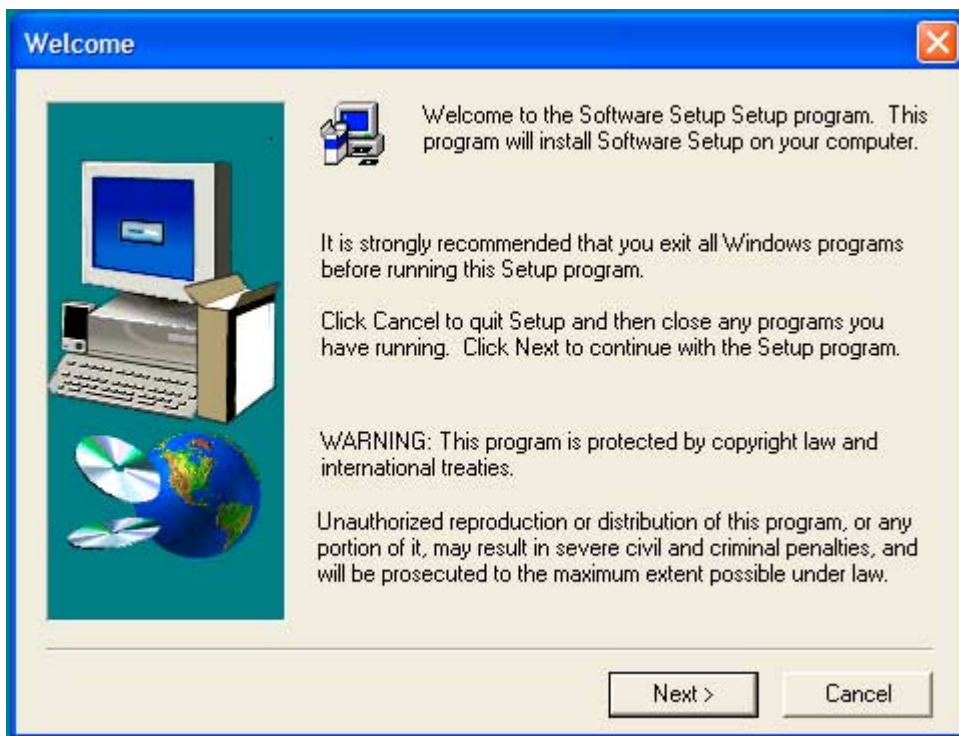 Welcome
Welcome to the Software Setup Setup program.  This
program will install Software Setup on your computer.
It is strongly recommended that you exit all Windows programs
before running this Setup program.
Click Cancel to quit Setup and then close any programs you
have running.  Click Next to continue with the Setup program.
WARNING: This program is protected by copyright law and
international treaties.
Unauthorized reproduction or distribution of this program, or any
portion of it, may result in severe civil and criminal penalties, and
will be prosecuted to the maximum extent possible under law.
Next >
Cancel